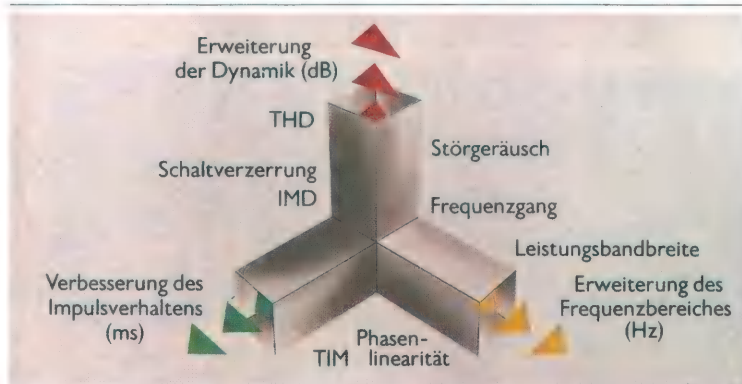 Erweiterung
der Dynamik (dB)
THD
Störgeräusch
Schaltverzerrung
IMD
Frequenzgang
Leistungsbandbreite
Verbesserung des
Impulsverhaltens
(ms)
Erweiterung des
Frequenzbereiches
(Hz)
Phasen-
TIM linearität